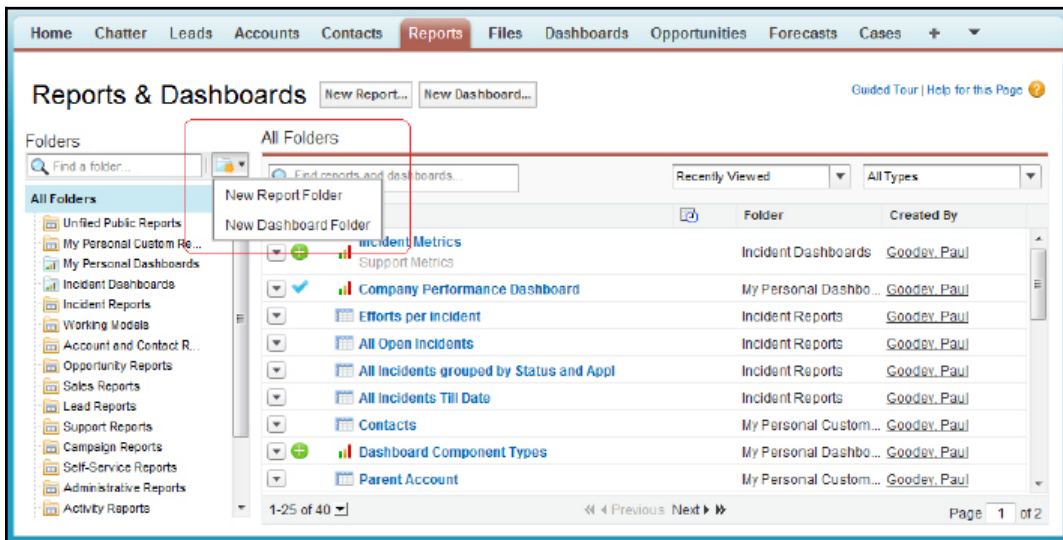 Home Chatter Leads Accounts Contacts Reports Files Dashboards Opportunities Forecasts Cases +
Reports & Dashboards New Report... New Dashboard... Guided Tour | Help for this Page
Folders All Folders
Find a folder... Find reports and dashboards... Recently Viewed All Types
All Folders New Report Folder
New Dashboard Folder
Folder Created By
Unfiled Public Reports
My Personal Custom Re...
My Personal Dashboards
Incident Dashboards
Incident Reports
Working Models
Account and Contact R...
Opportunity Reports
Sales Reports
Lead Reports
Support Reports
Campaign Reports
Self-Service Reports
Administrative Reports
Activity Reports
Incident Metrics Incident Dashboards Goodey, Paul
Support Metrics
Company Performance Dashboard My Personal Dashbo... Goodey, Paul
Efforts per incident Incident Reports Goodey, Paul
All Open Incidents Incident Reports Goodey, Paul
All Incidents grouped by Status and Appl Incident Reports Goodey, Paul
All Incidents Till Date Incident Reports Goodey, Paul
Contacts My Personal Custom... Goodey, Paul
Dashboard Component Types My Personal Dashbo... Goodey, Paul
Parent Account My Personal Custom... Goodey, Paul
1-25 of 40 Previous Next Page 1 of 2